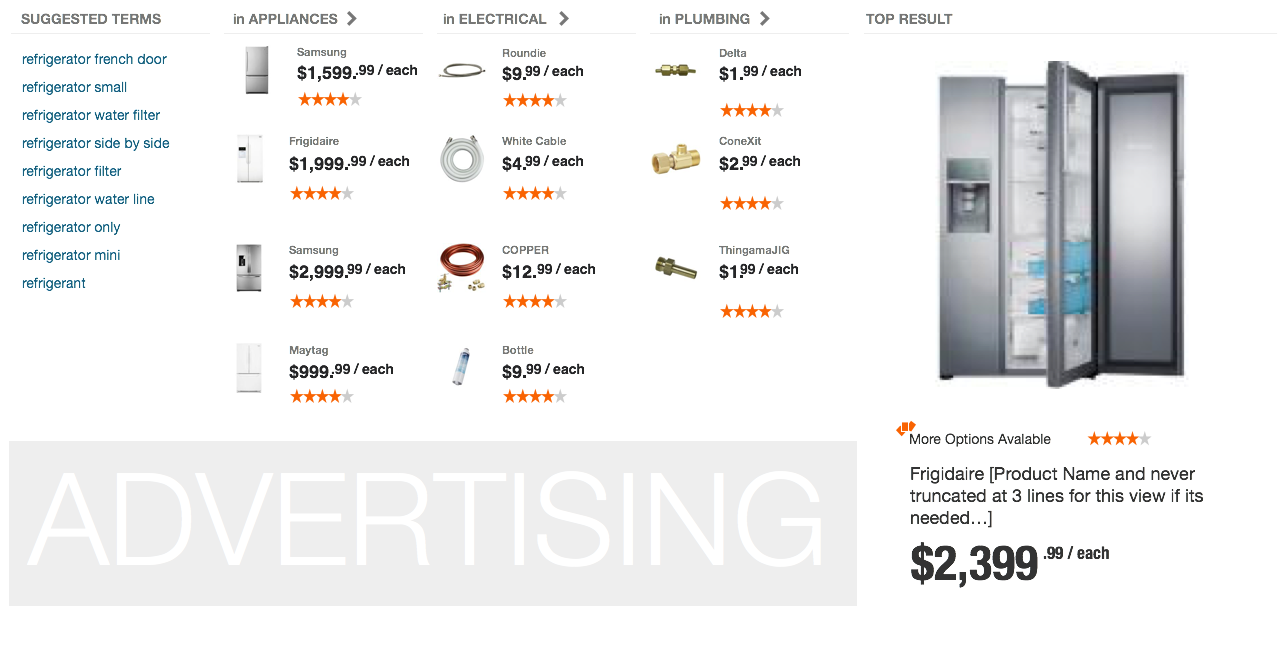 SUGGESTED TERMS
refrigerator french door
refrigerator small
refrigerator water filter
refrigerator side by side
refrigerator filter
refrigerator water line
refrigerator only
refrigerator mini
refrigerant
in APPLIANCES
Samsung
$1,599.99 / each
Frigidaire
$1,999.99 / each
Samsung
$2,999.99 / each
Maytag
$999.99 / each
in ELECTRICAL
Roundie
$9.99 / each
White Cable
$4.99 / each
COPPER
$12.99 / each
Bottle
$9.99 / each
in PLUMBING
Delta
$1.99 / each
ConeXit
$2.99 / each
ThingamaJIG
$1.99 / each
TOP RESULT
More Options Avalable
Frigidaire [Product Name and never
truncated at 3 lines for this view if its
needed…]
$2,399.99 / each
ADVERTISING